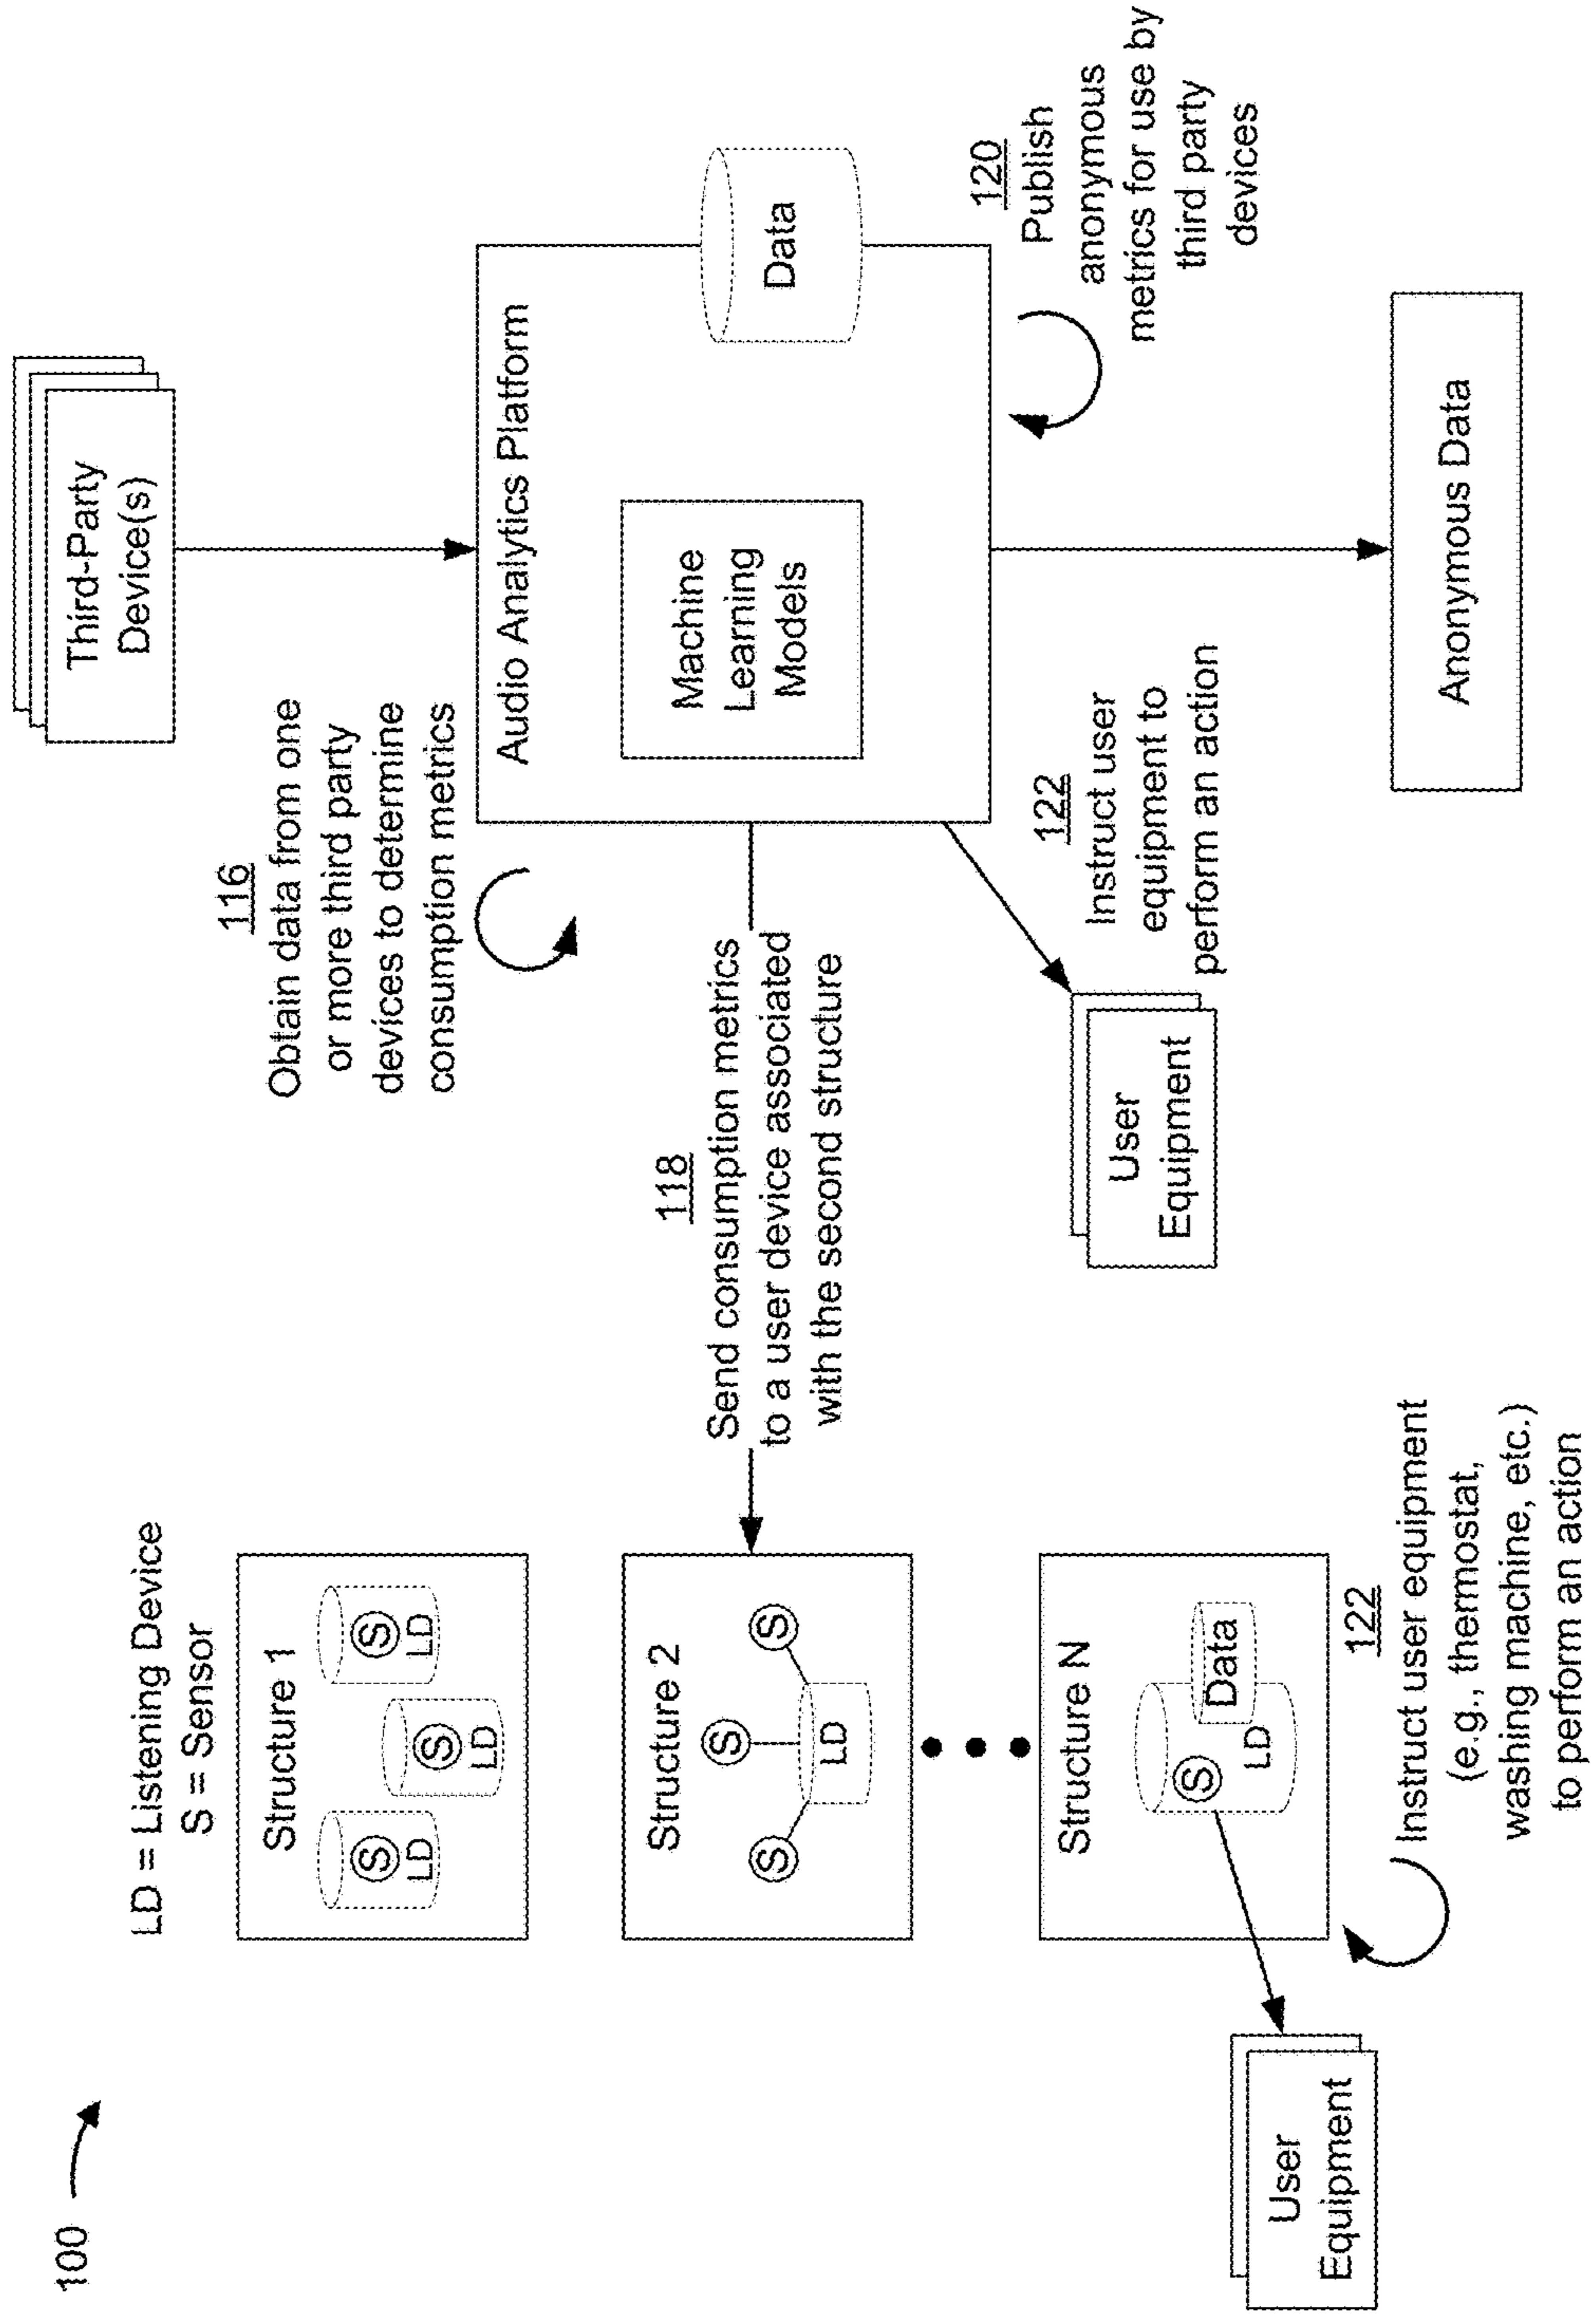 100
LD = Listening Device
S = Sensor
Structure 1
S
LD
S
LD
S
LD
Structure 2
S
S
S
LD
Structure N
S
Data
LD
User
Equipment
122
Instruct user equipment
(e.g., thermostat,
washing machine, etc.)
to perform an action
116
Obtain data from one
or more third party
devices to determine
consumption metrics
118
Send consumption metrics
to a user device associated
with the second structure
Third-Party
Device(s)
Audio Analytics Platform
Machine
Learning
Models
Data
122
Instruct user
equipment to
perform an action
User
Equipment
120
Publish
anonymous
metrics for use by
third party
devices
Anonymous Data